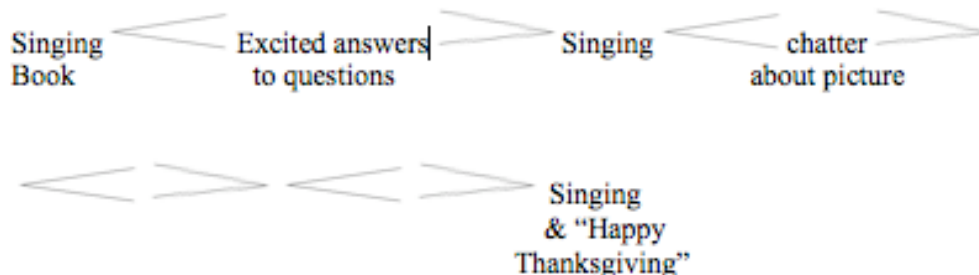 Singing Excited answers Singing chatter
Book to questions about picture
Singing
& “Happy
Thanksgiving”